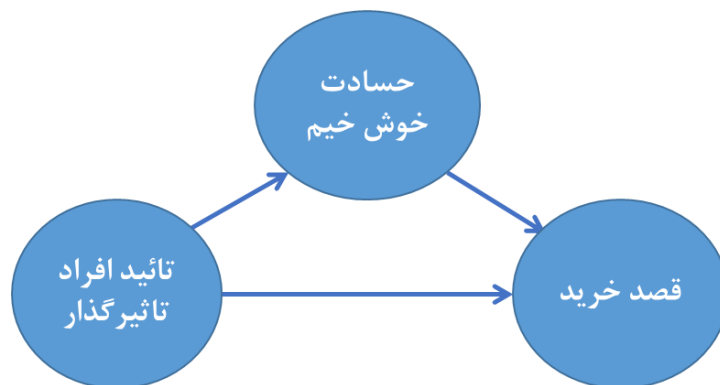 حسادت
خوش خیم
تائید افراد
تاثیرگذار
قصد خرید